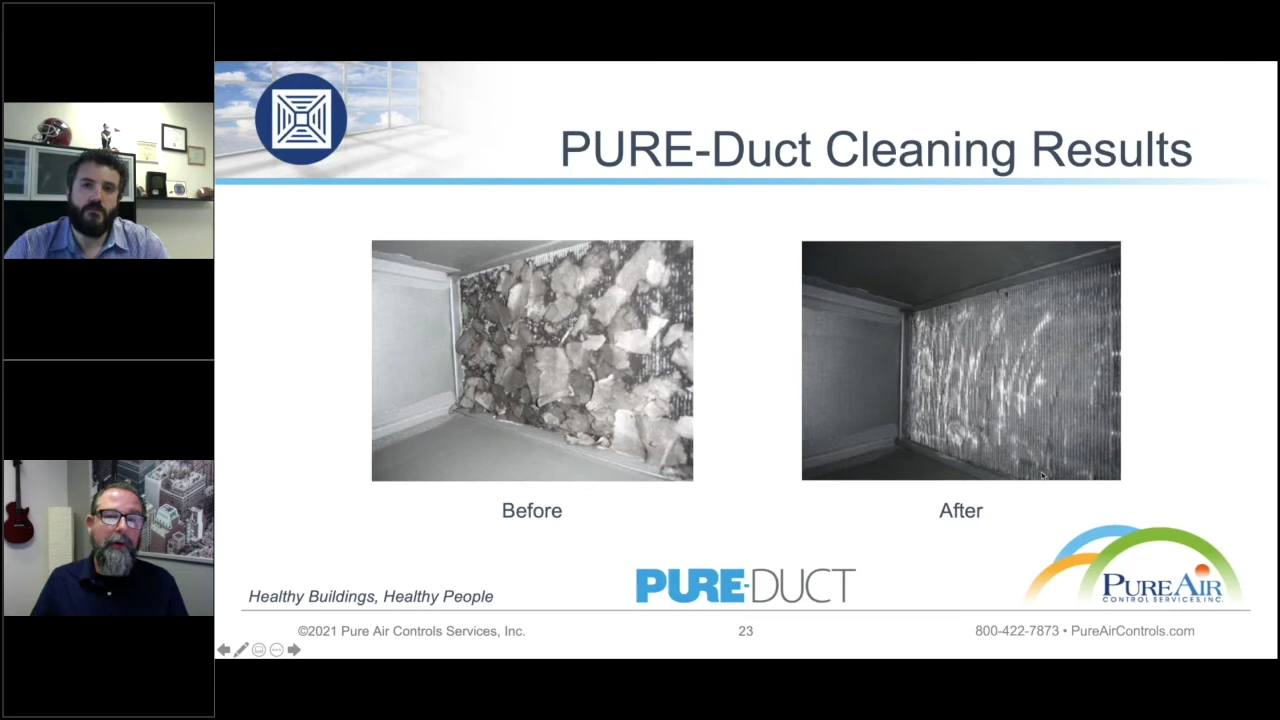 PURE-Duct Cleaning Results
Before
After
PURE-DUCT
PUREAIR
CONTROL SERVICES, INC.
Healthy Buildings, Healthy People
©2021 Pure Air Controls Services, Inc.
23
800-422-7873 • PureAirControls.com